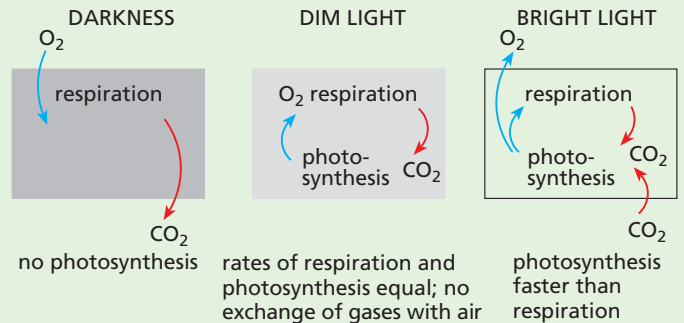 DARKNESS
O₂
respiration
CO₂
no photosynthesis
DIM LIGHT
O₂ respiration
photo-
synthesis
CO₂
rates of respiration and
photosynthesis equal; no
exchange of gases with air
BRIGHT LIGHT
O₂
respiration
photo-
synthesis
CO₂
CO₂
photosynthesis
faster than
respiration